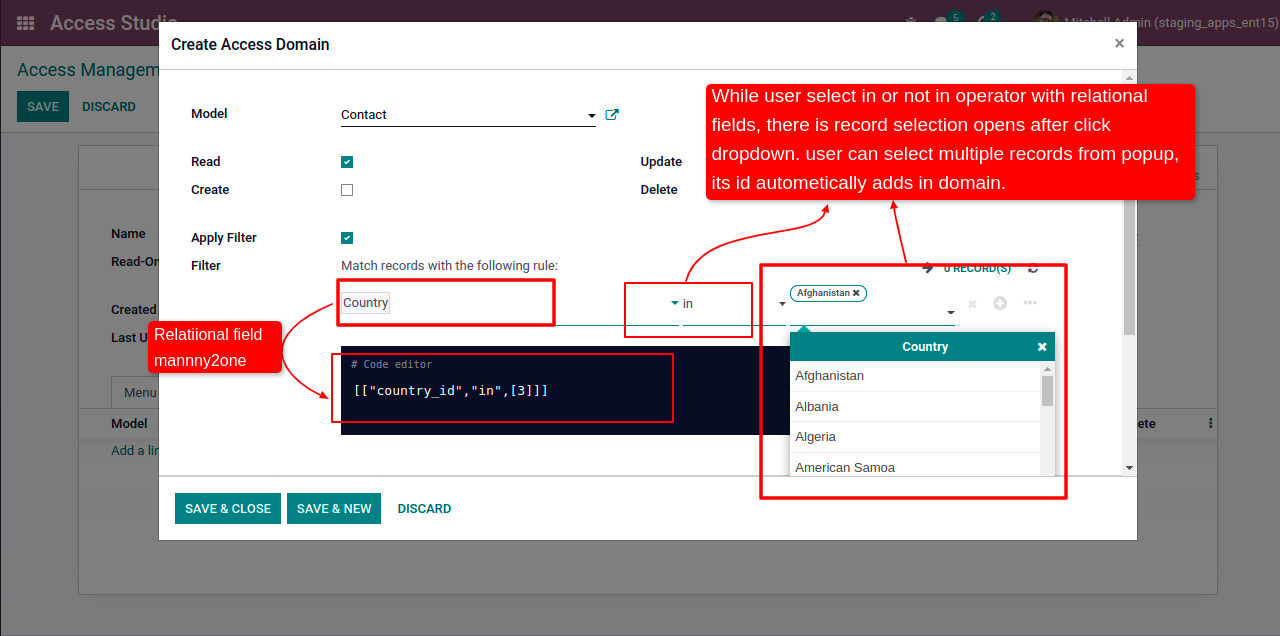 Access Studio
5
2
Mitchell Admin (staging_apps_ent15)
Access Managem
SAVE
DISCARD
Create Access Domain
×
Model
Contact
Read
Update
Create
Delete
While user select in or not in operator with relational
fields, there is record selection opens after click
dropdown. user can select multiple records from popup,
its id autometically adds in domain.
Name
Read-On
Created
Last U
Apply Filter
Filter
Match records with the following rule:
0 RECORD(S)
Country
in
Afghanistan ×
Relatiional field
mannny2one
# Code editor
[["country_id","in",[3]]]
Country
Afghanistan
Albania
Algeria
American Samoa
Menu
Model
ete
Add a lin
SAVE & CLOSE
SAVE & NEW
DISCARD